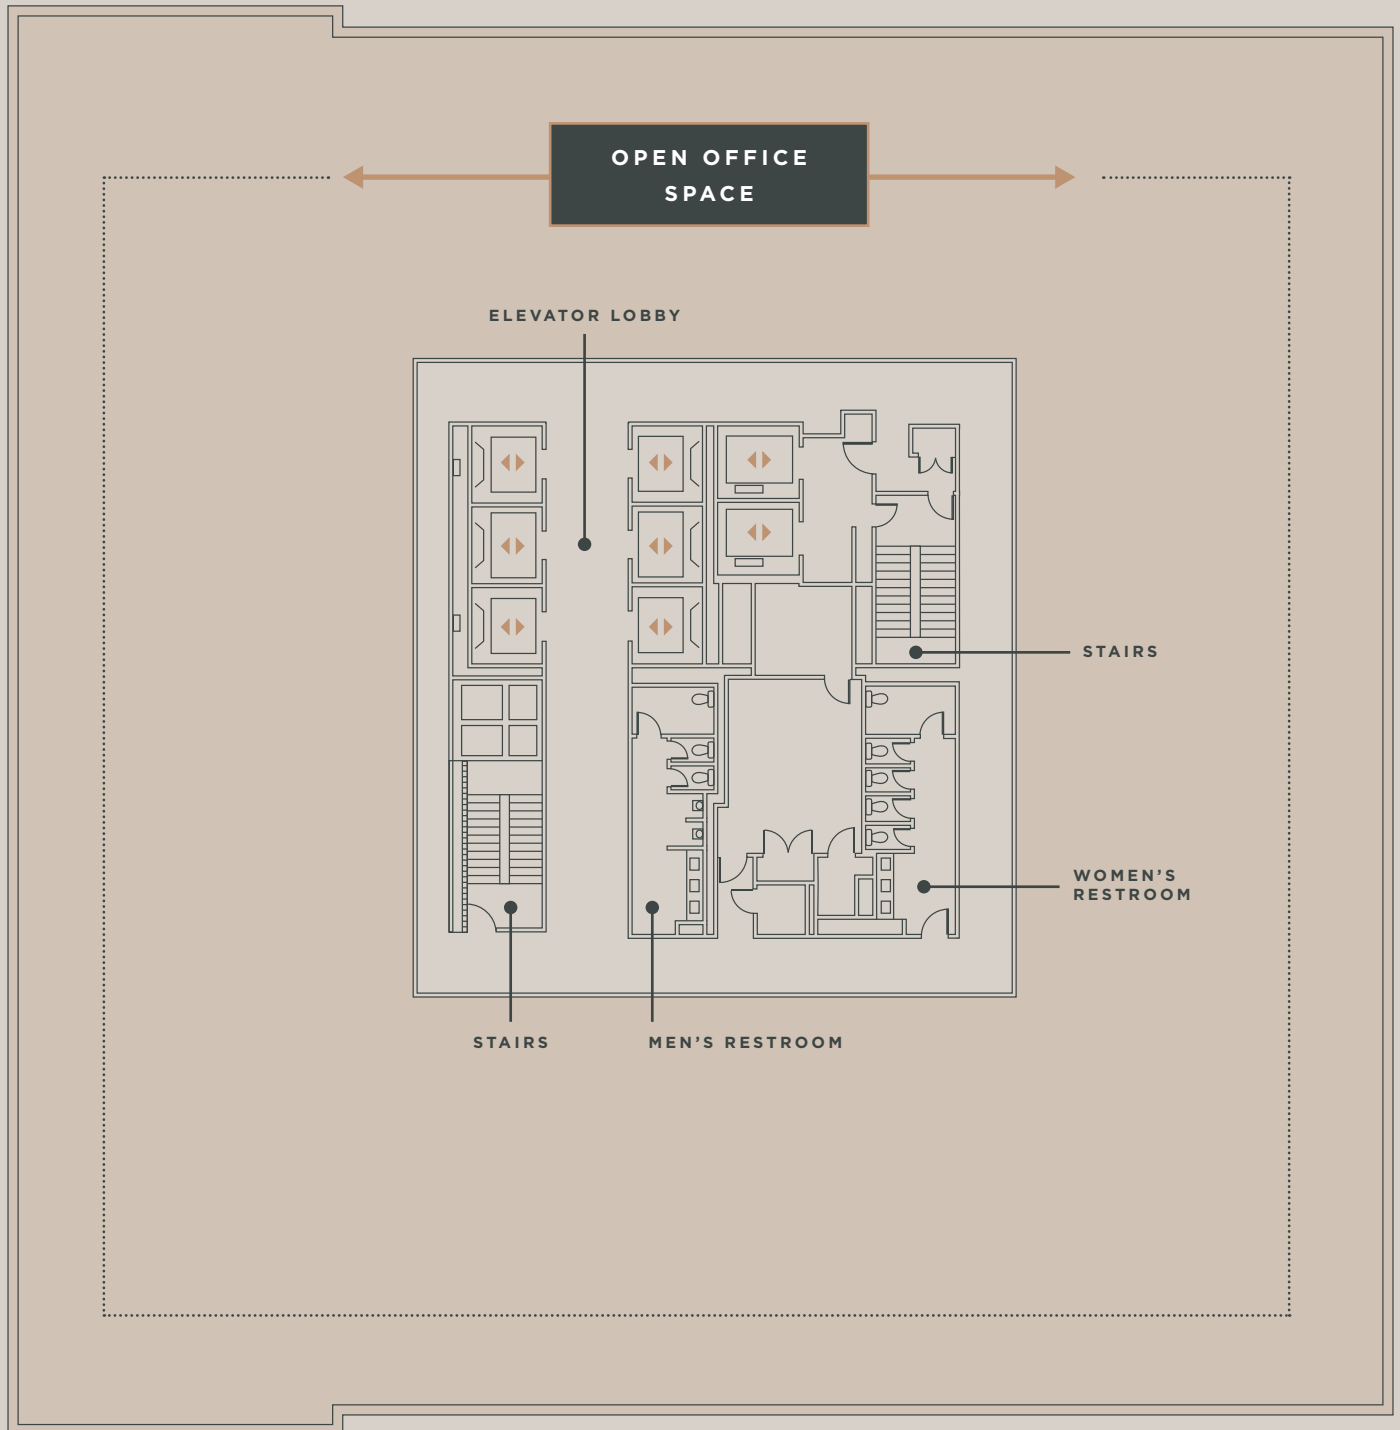 OPEN OFFICE
SPACE
ELEVATOR LOBBY
STAIRS
WOMEN’S
RESTROOM
STAIRS
MEN’S RESTROOM